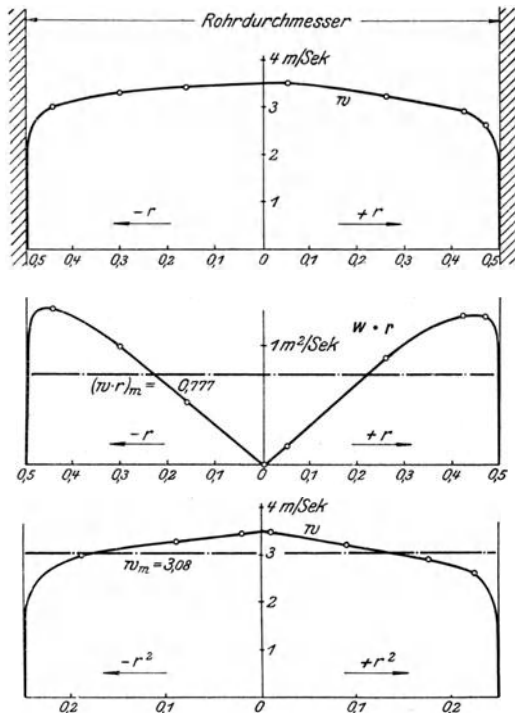 Rohrdurchmesser
4 m/Sek
3
w
2
1
-r +r
0,5 0,4 0,3 0,2 0,1 0 0,1 0,2 0,3 0,4 0,5
1 m²/Sek w · r
(w·r)m = 0,777
-r +r
0,5 0,4 0,3 0,2 0,1 0 0,1 0,2 0,3 0,4 0,5
4 m/Sek
w
3
wm = 3,08
2
-r² +r²
1
0,2 0,1 0 0,1 0,2